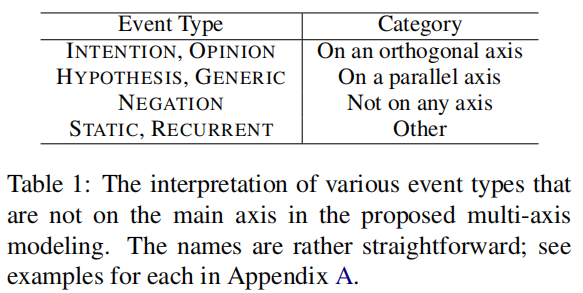 Event Type Category
INTENTION, OPINION On an orthogonal axis
HYPOTHESIS, GENERIC On a parallel axis
NEGATION Not on any axis
STATIC, RECURRENT Other
Table 1: The interpretation of various event types that
are not on the main axis in the proposed multi-axis
modeling. The names are rather straightforward; see
examples for each in Appendix A.